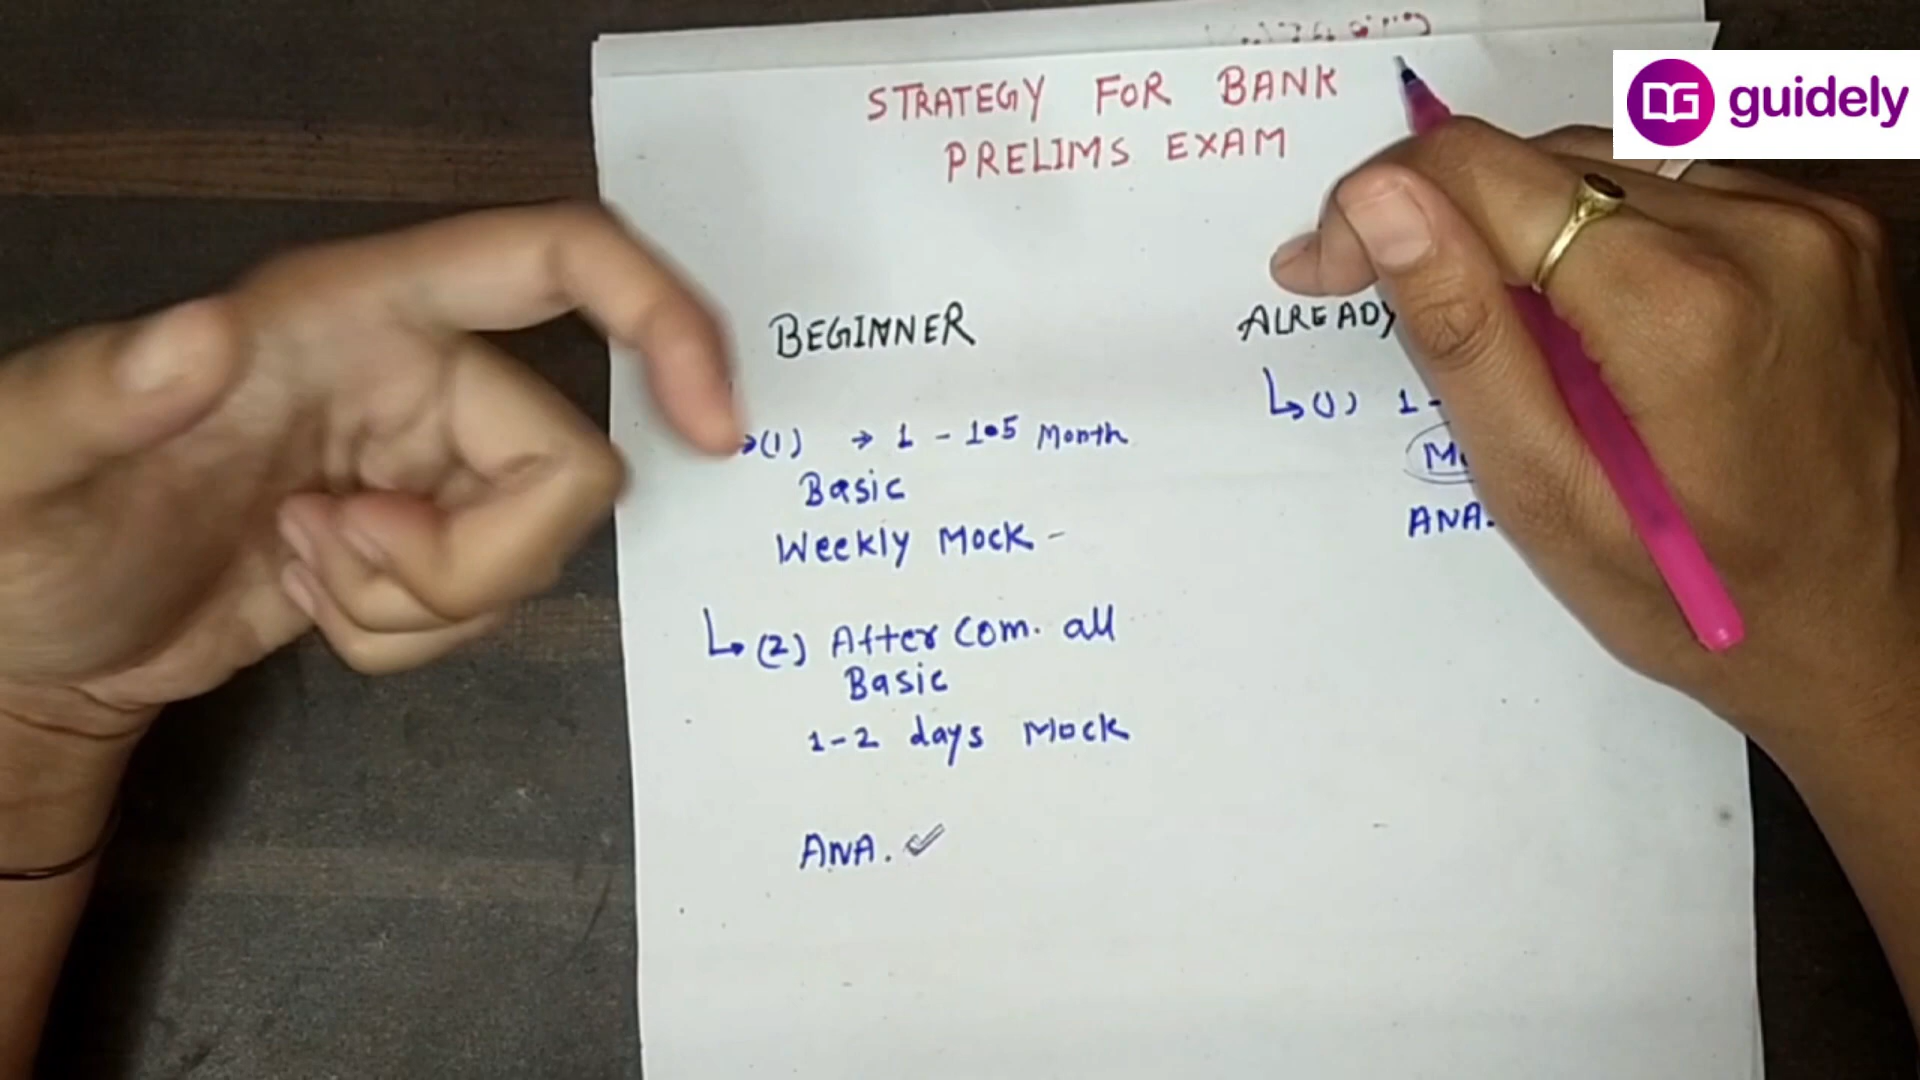 guidely
STRATEGY FOR BANK
PRELIMS EXAM
BEGINNER
(1) → 1 - 1.5 Month
Basic
Weekly Mock -
(2) After com. all
Basic
1-2 days Mock
ANA. ✓
ALREADY
(1) 1 -
ANA.